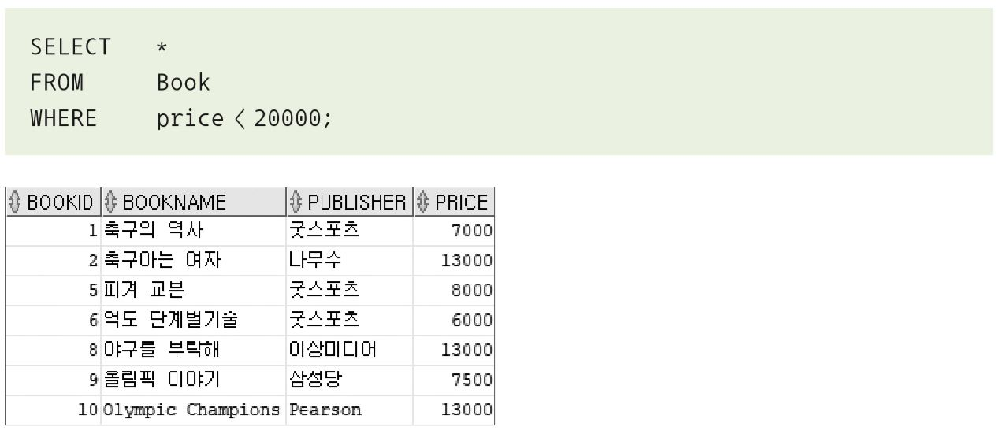 SELECT *
FROM Book
WHERE price < 20000;
BOOKID BOOKNAME PUBLISHER PRICE
1 축구의 역사 굿스포츠 7000
2 축구아는 여자 나무수 13000
5 피겨 교본 굿스포츠 8000
6 역도 단계별기술 굿스포츠 6000
8 야구를 부탁해 이상미디어 13000
9 올림픽 이야기 삼성당 7500
10 Olympic Champions Pearson 13000